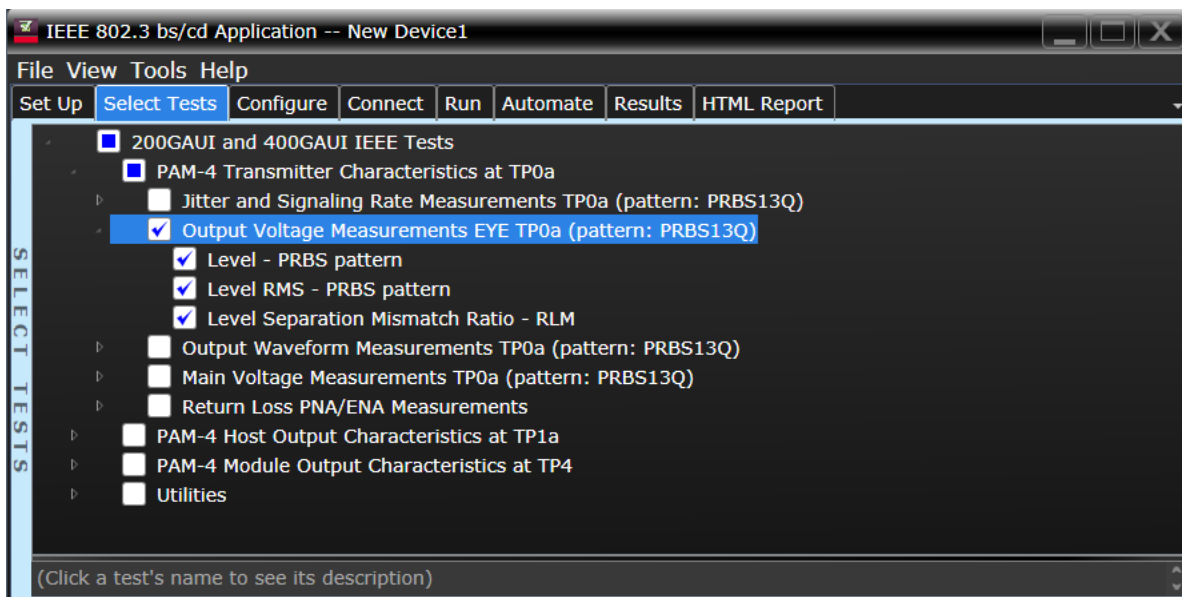 IEEE 802.3 bs/cd Application -- New Device1
File View Tools Help
Set Up Select Tests Configure Connect Run Automate Results HTML Report
SELECT TESTS
200GAUI and 400GAUI IEEE Tests
PAM-4 Transmitter Characteristics at TP0a
Jitter and Signaling Rate Measurements TP0a (pattern: PRBS13Q)
Output Voltage Measurements EYE TP0a (pattern: PRBS13Q)
Level - PRBS pattern
Level RMS - PRBS pattern
Level Separation Mismatch Ratio - RLM
Output Waveform Measurements TP0a (pattern: PRBS13Q)
Main Voltage Measurements TP0a (pattern: PRBS13Q)
Return Loss PNA/ENA Measurements
PAM-4 Host Output Characteristics at TP1a
PAM-4 Module Output Characteristics at TP4
Utilities
(Click a test's name to see its description)